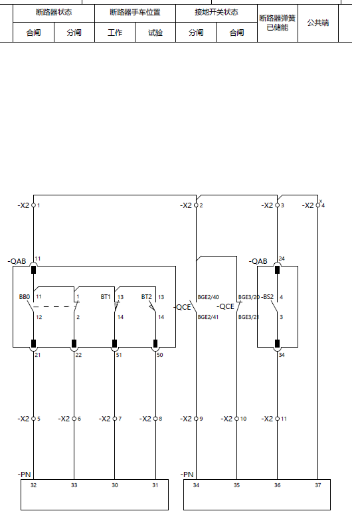 断路器状态 断路器手车位置 接地开关状态 断路器弹簧 公共端
已储能
合闸 分闸 工作 试验 分闸 合闸
-X2 1 -X2 2 -X2 3 -X2 4
-QAB 11 -QAB 24
BB0 11 1 BT1 13 BT2 13 BGE2/40 BGE3/20 -BS2 4
-QCE -QCE
12 2 14 14 BGE2/41 BGE3/21 3
21 22 51 50 34
-X2 5 -X2 6 -X2 7 -X2 8 -X2 9 -X2 10 -X2 11
-PN -PN
32 33 30 31 34 35 36 37